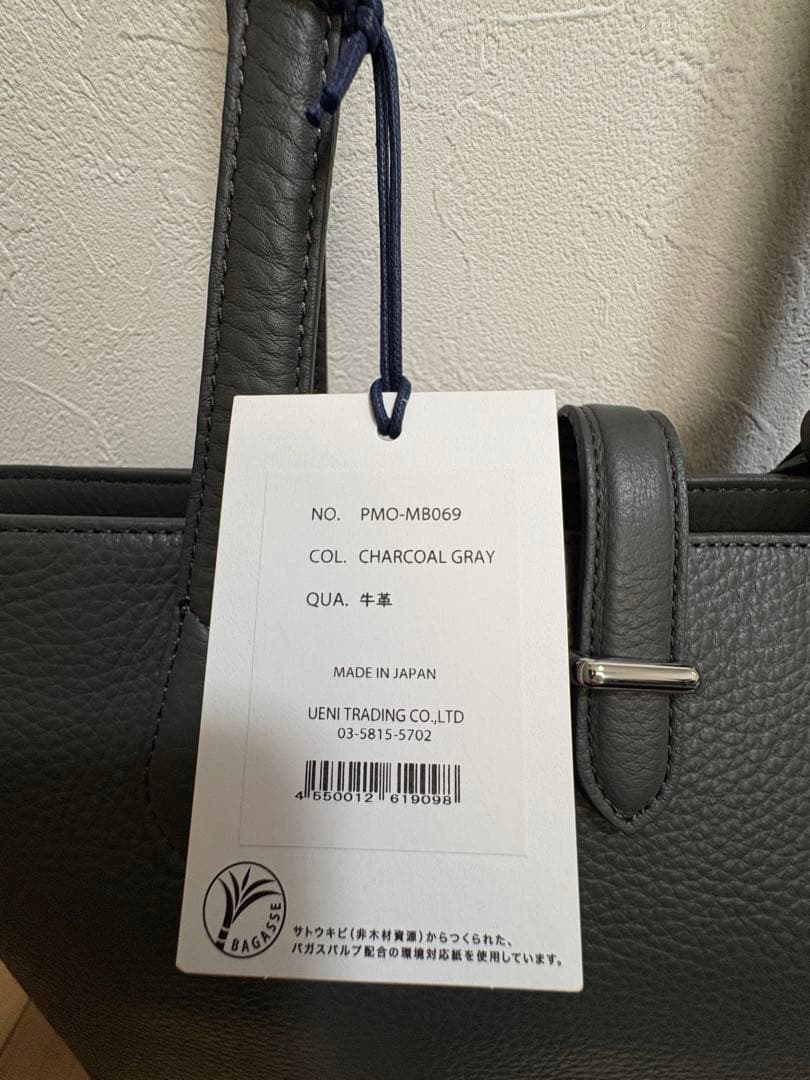 NO. PMO-MB069
COL. CHARCOAL GRAY
QUA. 牛革
MADE IN JAPAN
UENI TRADING CO.,LTD
03-5815-5702
4 550012 619098
BAGASSE
サトウキビ(非木材資源)からつくられた、
バガスパルプ配合の環境対応紙を使用しています。